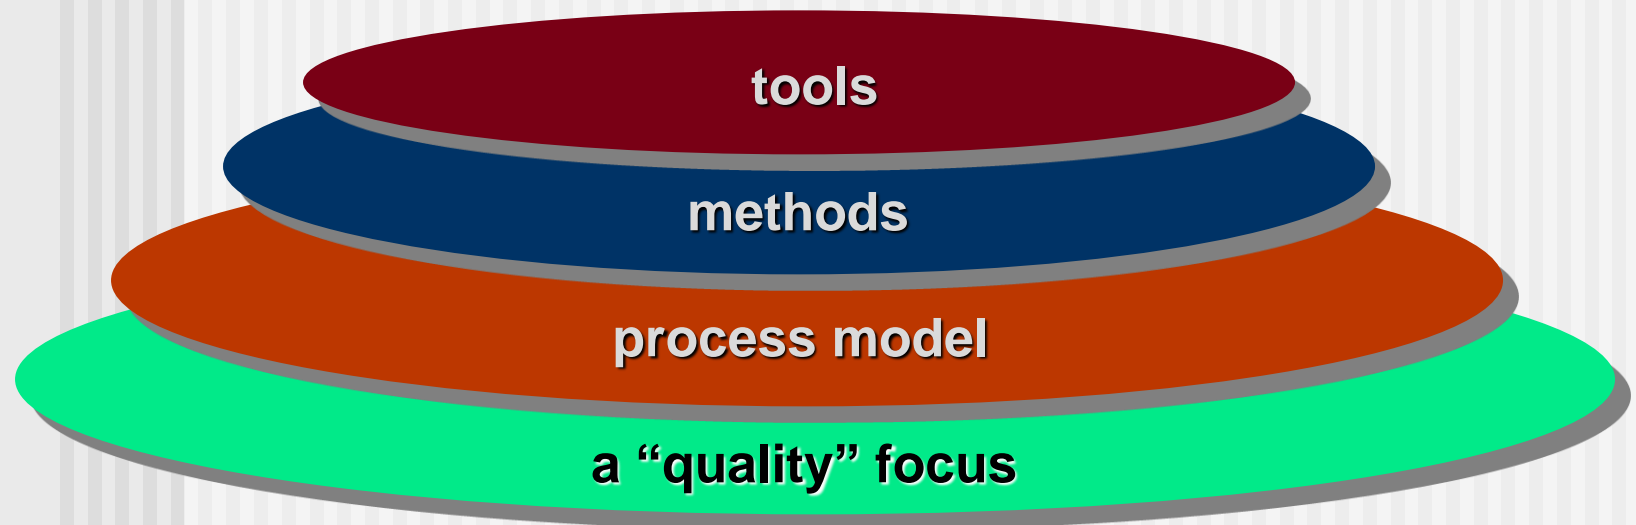 tools
methods
process model
a “quality” focus